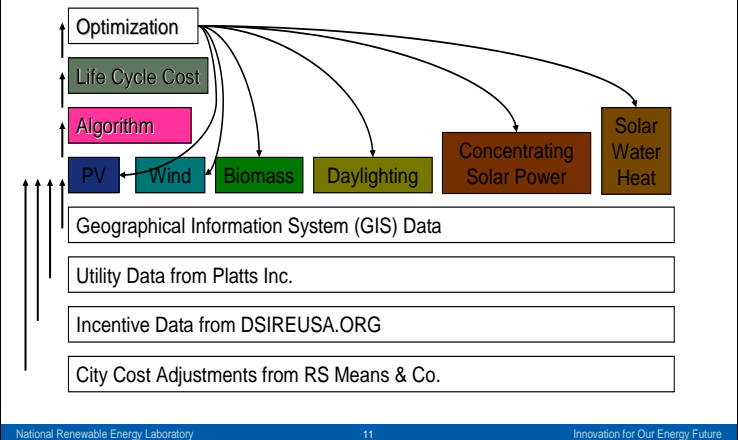 Optimization
Life Cycle Cost
Algorithm
PV
Wind
Biomass
Daylighting
Concentrating
Solar Power
Solar
Water
Heat
Geographical Information System (GIS) Data
Utility Data from Platts Inc.
Incentive Data from DSIREUSA.ORG
City Cost Adjustments from RS Means & Co.
National Renewable Energy Laboratory
11
Innovation for Our Energy Future